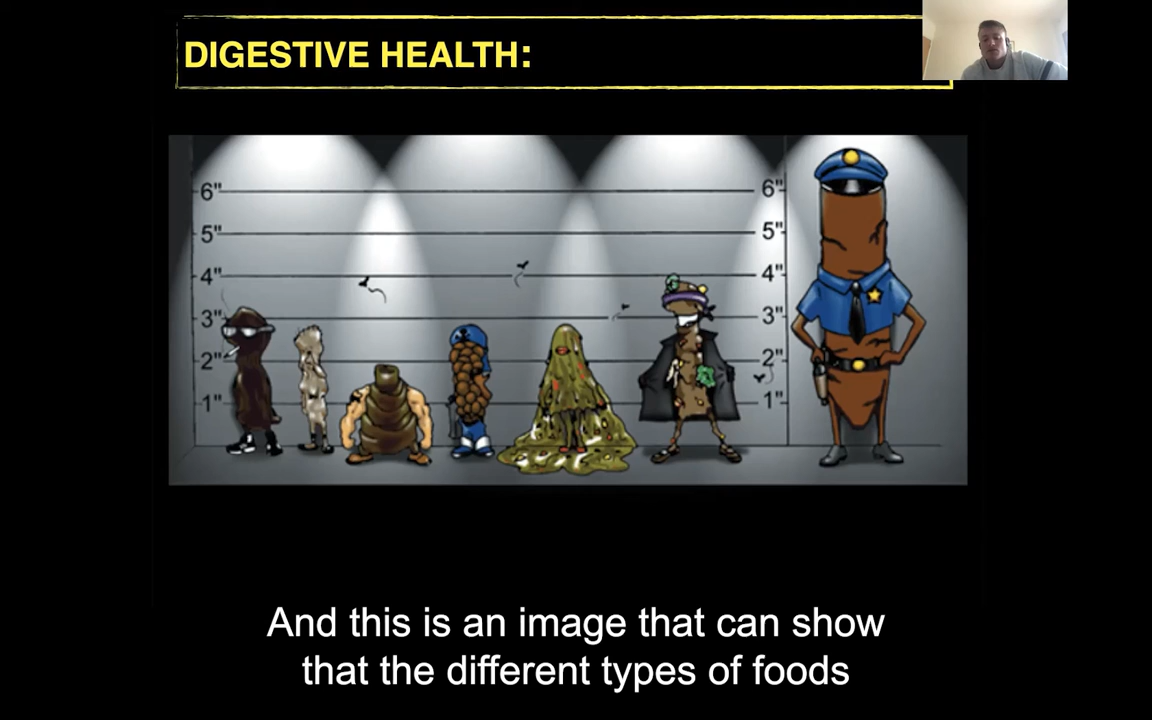 DIGESTIVE HEALTH:
6" 6"
5" 5"
4" 4"
3" 3"
2" 2"
1" 1"
And this is an image that can show
that the different types of foods